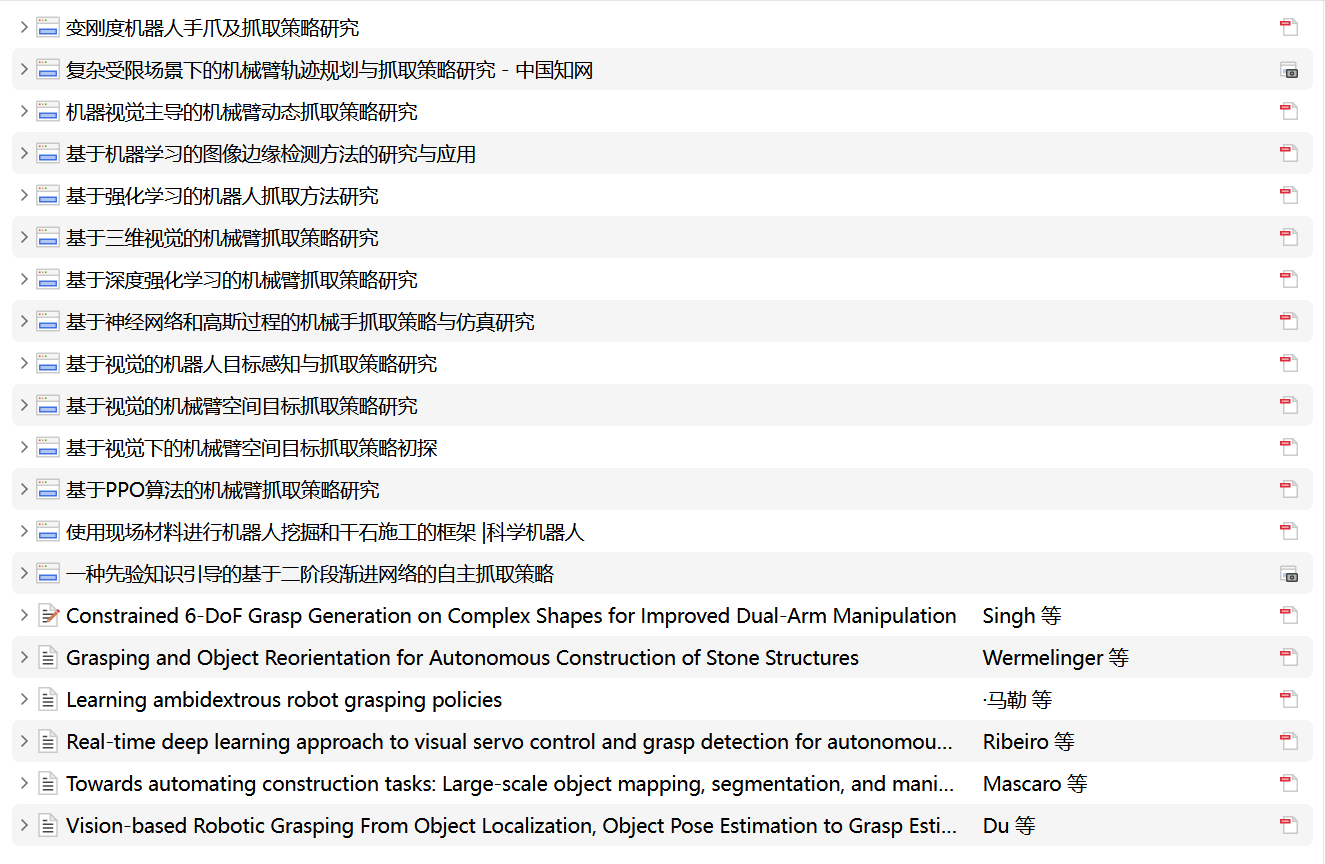 变刚度机器人手爪及抓取策略研究
复杂受限场景下的机械臂轨迹规划与抓取策略研究 - 中国知网
机器视觉主导的机械臂动态抓取策略研究
基于机器学习的图像边缘检测方法的研究与应用
基于强化学习的机器人抓取方法研究
基于三维视觉的机械臂抓取策略研究
基于深度强化学习的机械臂抓取策略研究
基于神经网络和高斯过程的机械手抓取策略与仿真研究
基于视觉的机器人目标感知与抓取策略研究
基于视觉的机械臂空间目标抓取策略研究
基于视觉下的机械臂空间目标抓取策略初探
基于PPO算法的机械臂抓取策略研究
使用现场材料进行机器人挖掘和干石施工的框架 |科学机器人
一种先验知识引导的基于二阶段渐进网络的自主抓取策略
Constrained 6-DoF Grasp Generation on Complex Shapes for Improved Dual-Arm Manipulation Singh 等
Grasping and Object Reorientation for Autonomous Construction of Stone Structures Wermelinger 等
Learning ambidextrous robot grasping policies ·马勒 等
Real-time deep learning approach to visual servo control and grasp detection for autonomou... Ribeiro 等
Towards automating construction tasks: Large-scale object mapping, segmentation, and mani... Mascaro 等
Vision-based Robotic Grasping From Object Localization, Object Pose Estimation to Grasp Esti... Du 等